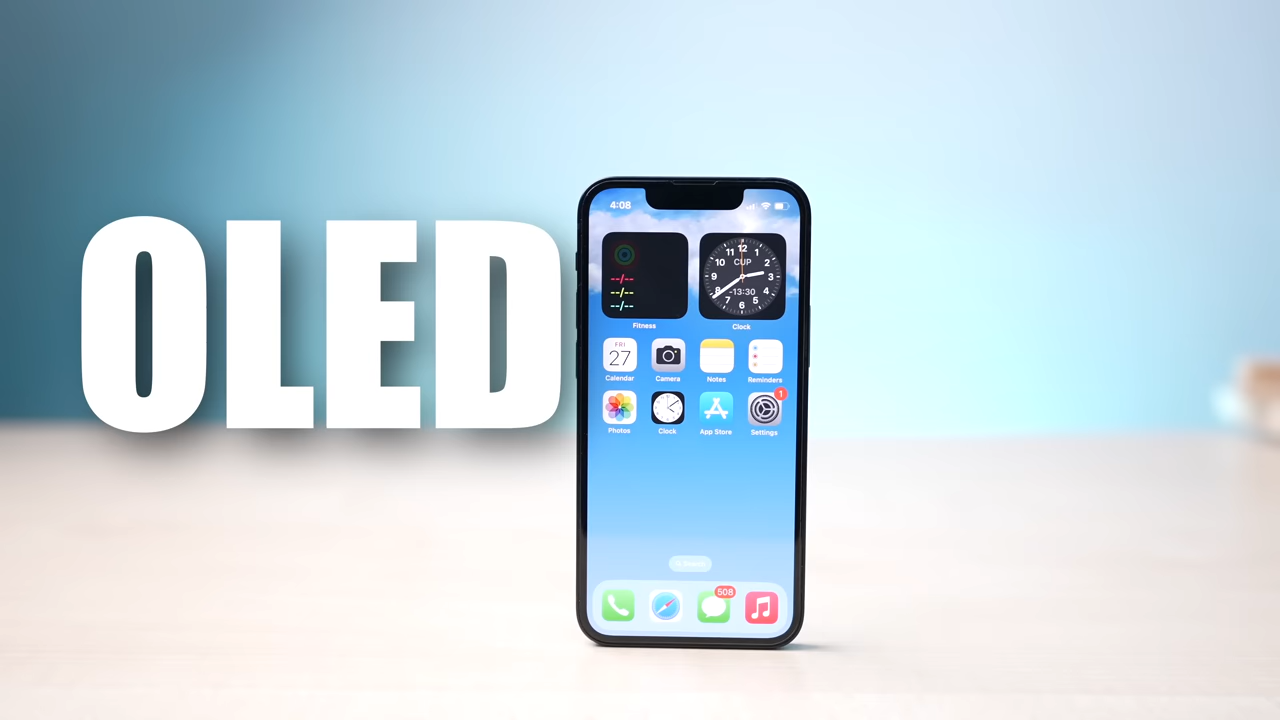 OLED
4:08
--/--
--/--
--/--
12
11
1
10
CUP
2
9
3
-13:30
8
4
7
5
6
Fitness
Clock
FRI
27
Calendar
Camera
Notes
Reminders
1
Photos
Clock
App Store
Settings
508